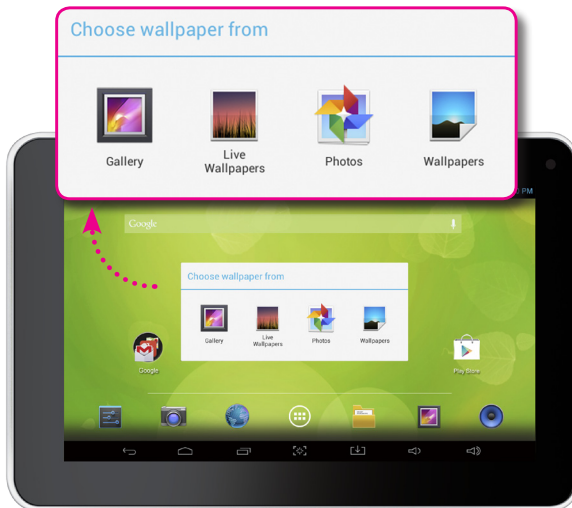 Choose wallpaper from
Gallery
Live
Wallpapers
Photos
Wallpapers
PM
Google
Choose wallpaper from
Gallery
Live
Wallpapers
Photos
Wallpapers
Google
Play Store